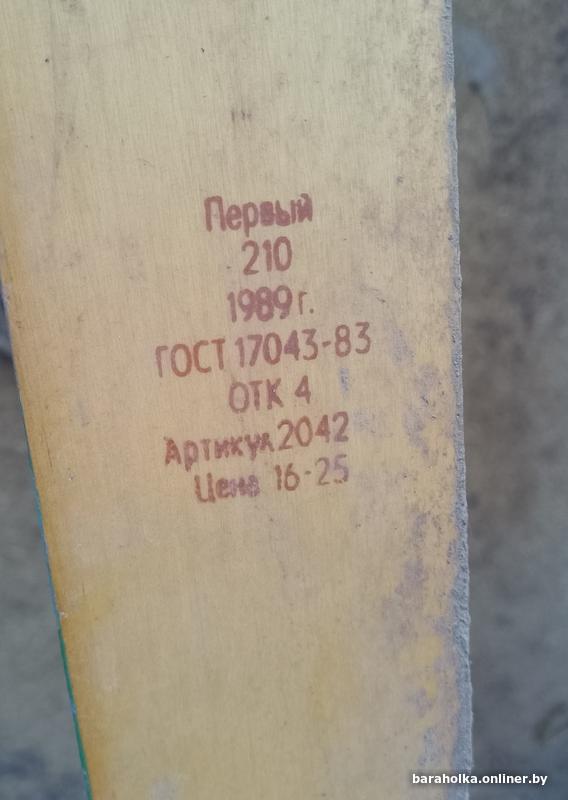 Первый
210
1989 г.
ГОСТ 17043-83
ОТК 4
Артикул 2042
Цена 16-25
baraholka.onliner.by